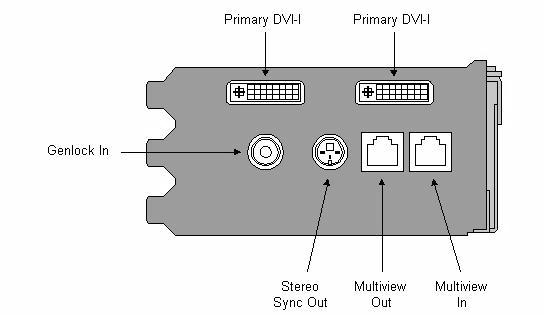 Primary DVI-I
Primary DVI-I
Genlock In
Stereo
Sync Out
Multiview
Out
Multiview
In